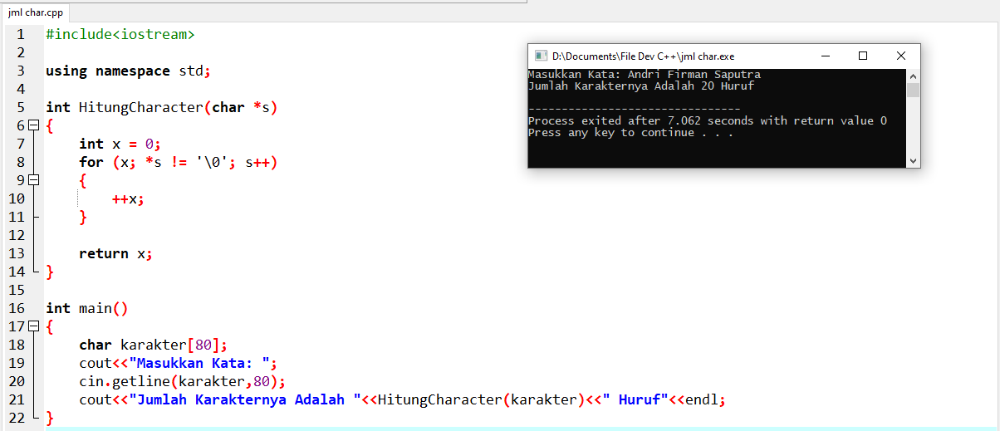 jml char.cpp
1 #include<iostream>
2
3 using namespace std;
4
5 int HitungCharacter(char *s)
6 {
7 int x = 0;
8 for (x; *s != '\0'; s++)
9 {
10 ++x;
11 }
12
13 return x;
14 }
15
16 int main()
17 {
18 char karakter[80];
19 cout<<"Masukkan Kata: ";
20 cin.getline(karakter,80);
21 cout<<"Jumlah Karakternya Adalah "<<HitungCharacter(karakter)<<" Huruf"<<endl;
22 }
D:\Documents\File Dev C++\jml char.exe
Masukkan Kata: Andri Firman Saputra
Jumlah Karakternya Adalah 20 Huruf
--------------------------------
Process exited after 7.062 seconds with return value 0
Press any key to continue . . .